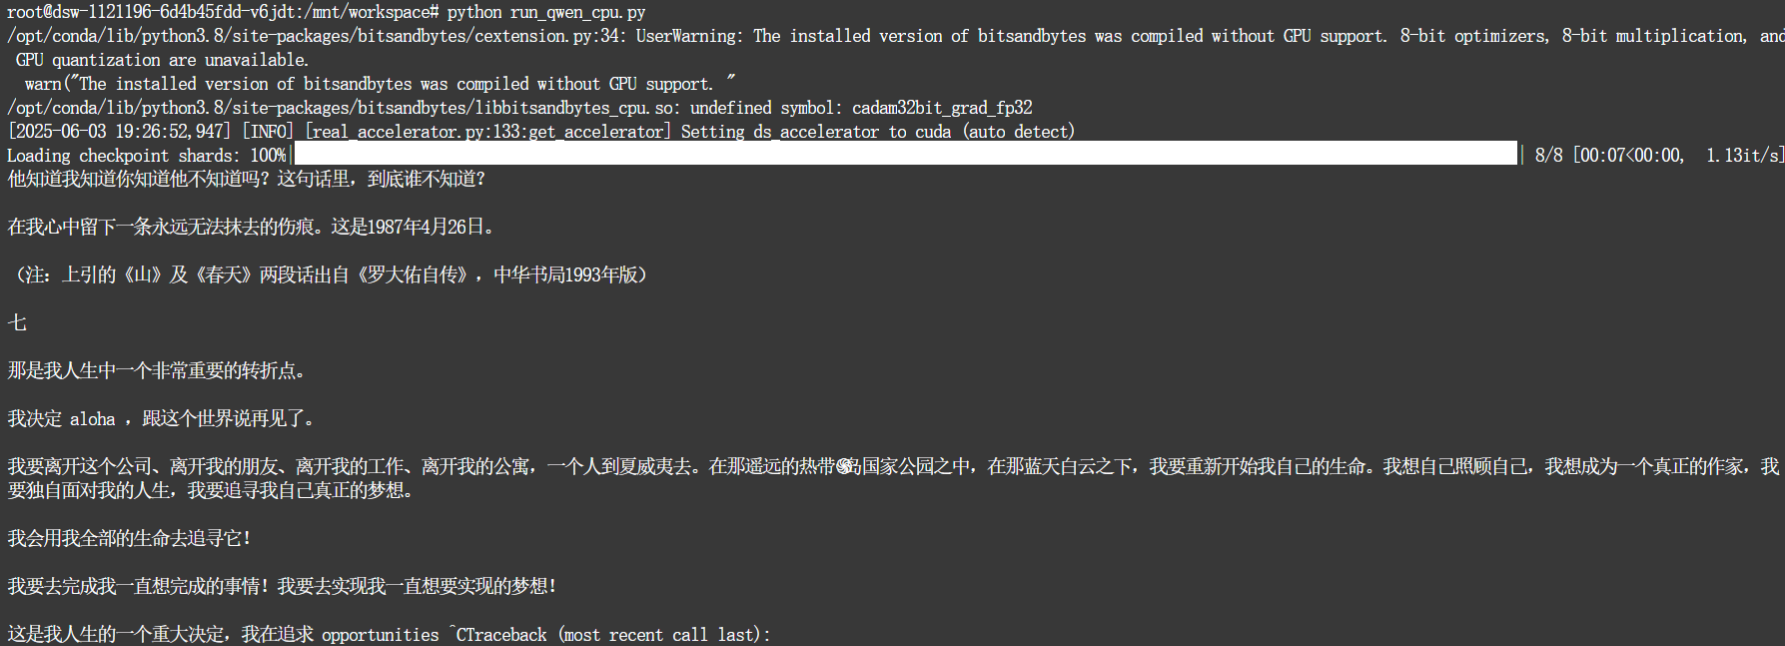 root@dsw-1121196-6d4b45fdd-v6jdt:/mnt/workspace# python run_qwen_cpu.py
/opt/conda/lib/python3.8/site-packages/bitsandbytes/cextension.py:34: UserWarning: The installed version of bitsandbytes was compiled without GPU support. 8-bit optimizers, 8-bit multiplication, and
GPU quantization are unavailable.
warn("The installed version of bitsandbytes was compiled without GPU support. "
/opt/conda/lib/python3.8/site-packages/bitsandbytes/libbitsandbytes_cpu.so: undefined symbol: cadam32bit_grad_fp32
[2025-06-03 19:26:52,947] [INFO] [real_accelerator.py:133:get_accelerator] Setting ds_accelerator to cuda (auto detect)
Loading checkpoint shards: 100%| | 8/8 [00:07<00:00, 1.13it/s]
他知道我知道你知道他不知道吗？这句话里，到底谁不知道？
在我心中留下一条永远无法抹去的伤痕。这是1987年4月26日。
（注：上引的《山》及《春天》两段话出自《罗大佑自传》，中华书局1993年版）
七
那是我人生中一个非常重要的转折点。
我决定 aloha ，跟这个世界说再见了。
我要离开这个公司、离开我的朋友、离开我的工作、离开我的公寓，一个人到夏威夷去。在那遥远的热带岛国家公园之中，在那蓝天白云之下，我要重新开始我自己的生命。我想自己照顾自己，我想成为一个真正的作家，我
要独自面对我的人生，我要追寻我自己真正的梦想。
我会用我全部的生命去追寻它！
我要去完成我一直想完成的事情！我要去实现我一直想要实现的梦想！
这是我人生的一个重大决定，我在追求 opportunities ^CTraceback (most recent call last):